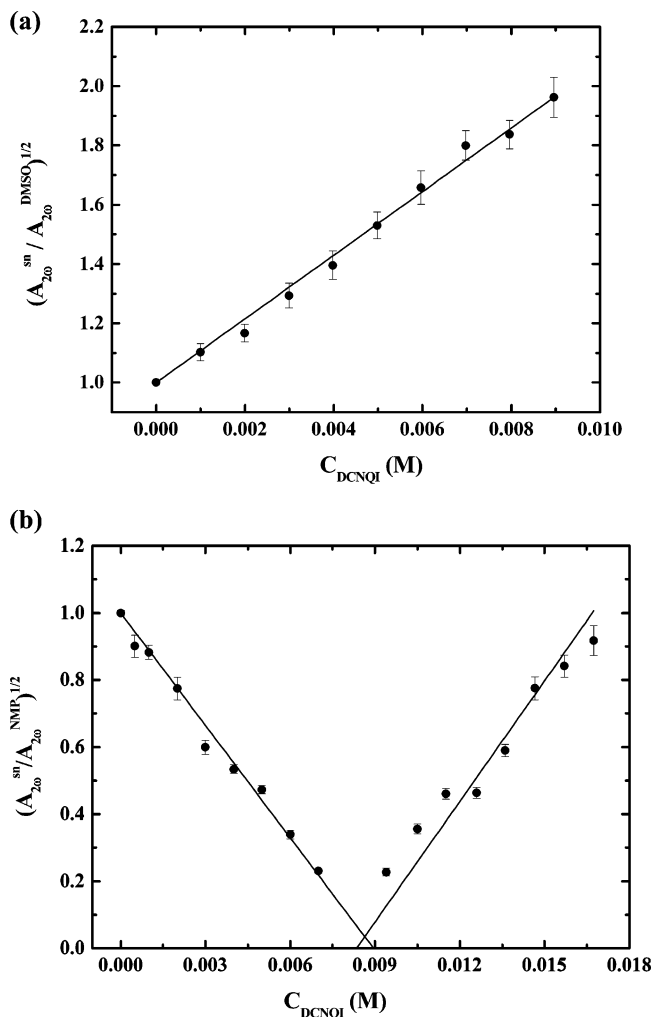 (a)
2.2
2.0
1.8
1.6
1.4
1.2
1.0
(A2ω^sn / A2ω^DMSO)^1/2
0.000 0.002 0.004 0.006 0.008 0.010
C_DCNQI (M)
(b)
1.2
1.0
0.8
0.6
0.4
0.2
0.0
(A2ω^sn/A2ω^NMP)^1/2
0.000 0.003 0.006 0.009 0.012 0.015 0.018
C_DCNQI (M)